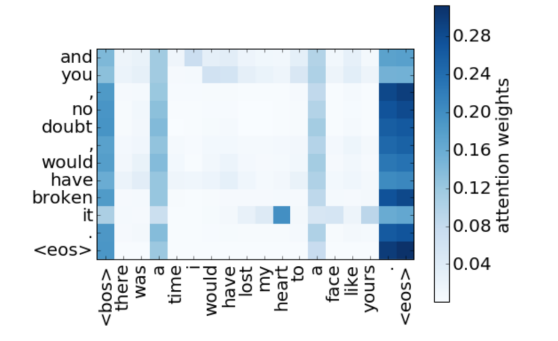 and
you
,
no
doubt
,
would
have
broken
it
.
<eos>
<bos>
there
was
a
time
i
would
have
lost
my
heart
to
a
face
like
yours
.
<eos>
0.28
0.24
0.20
0.16
0.12
0.08
0.04
attention weights